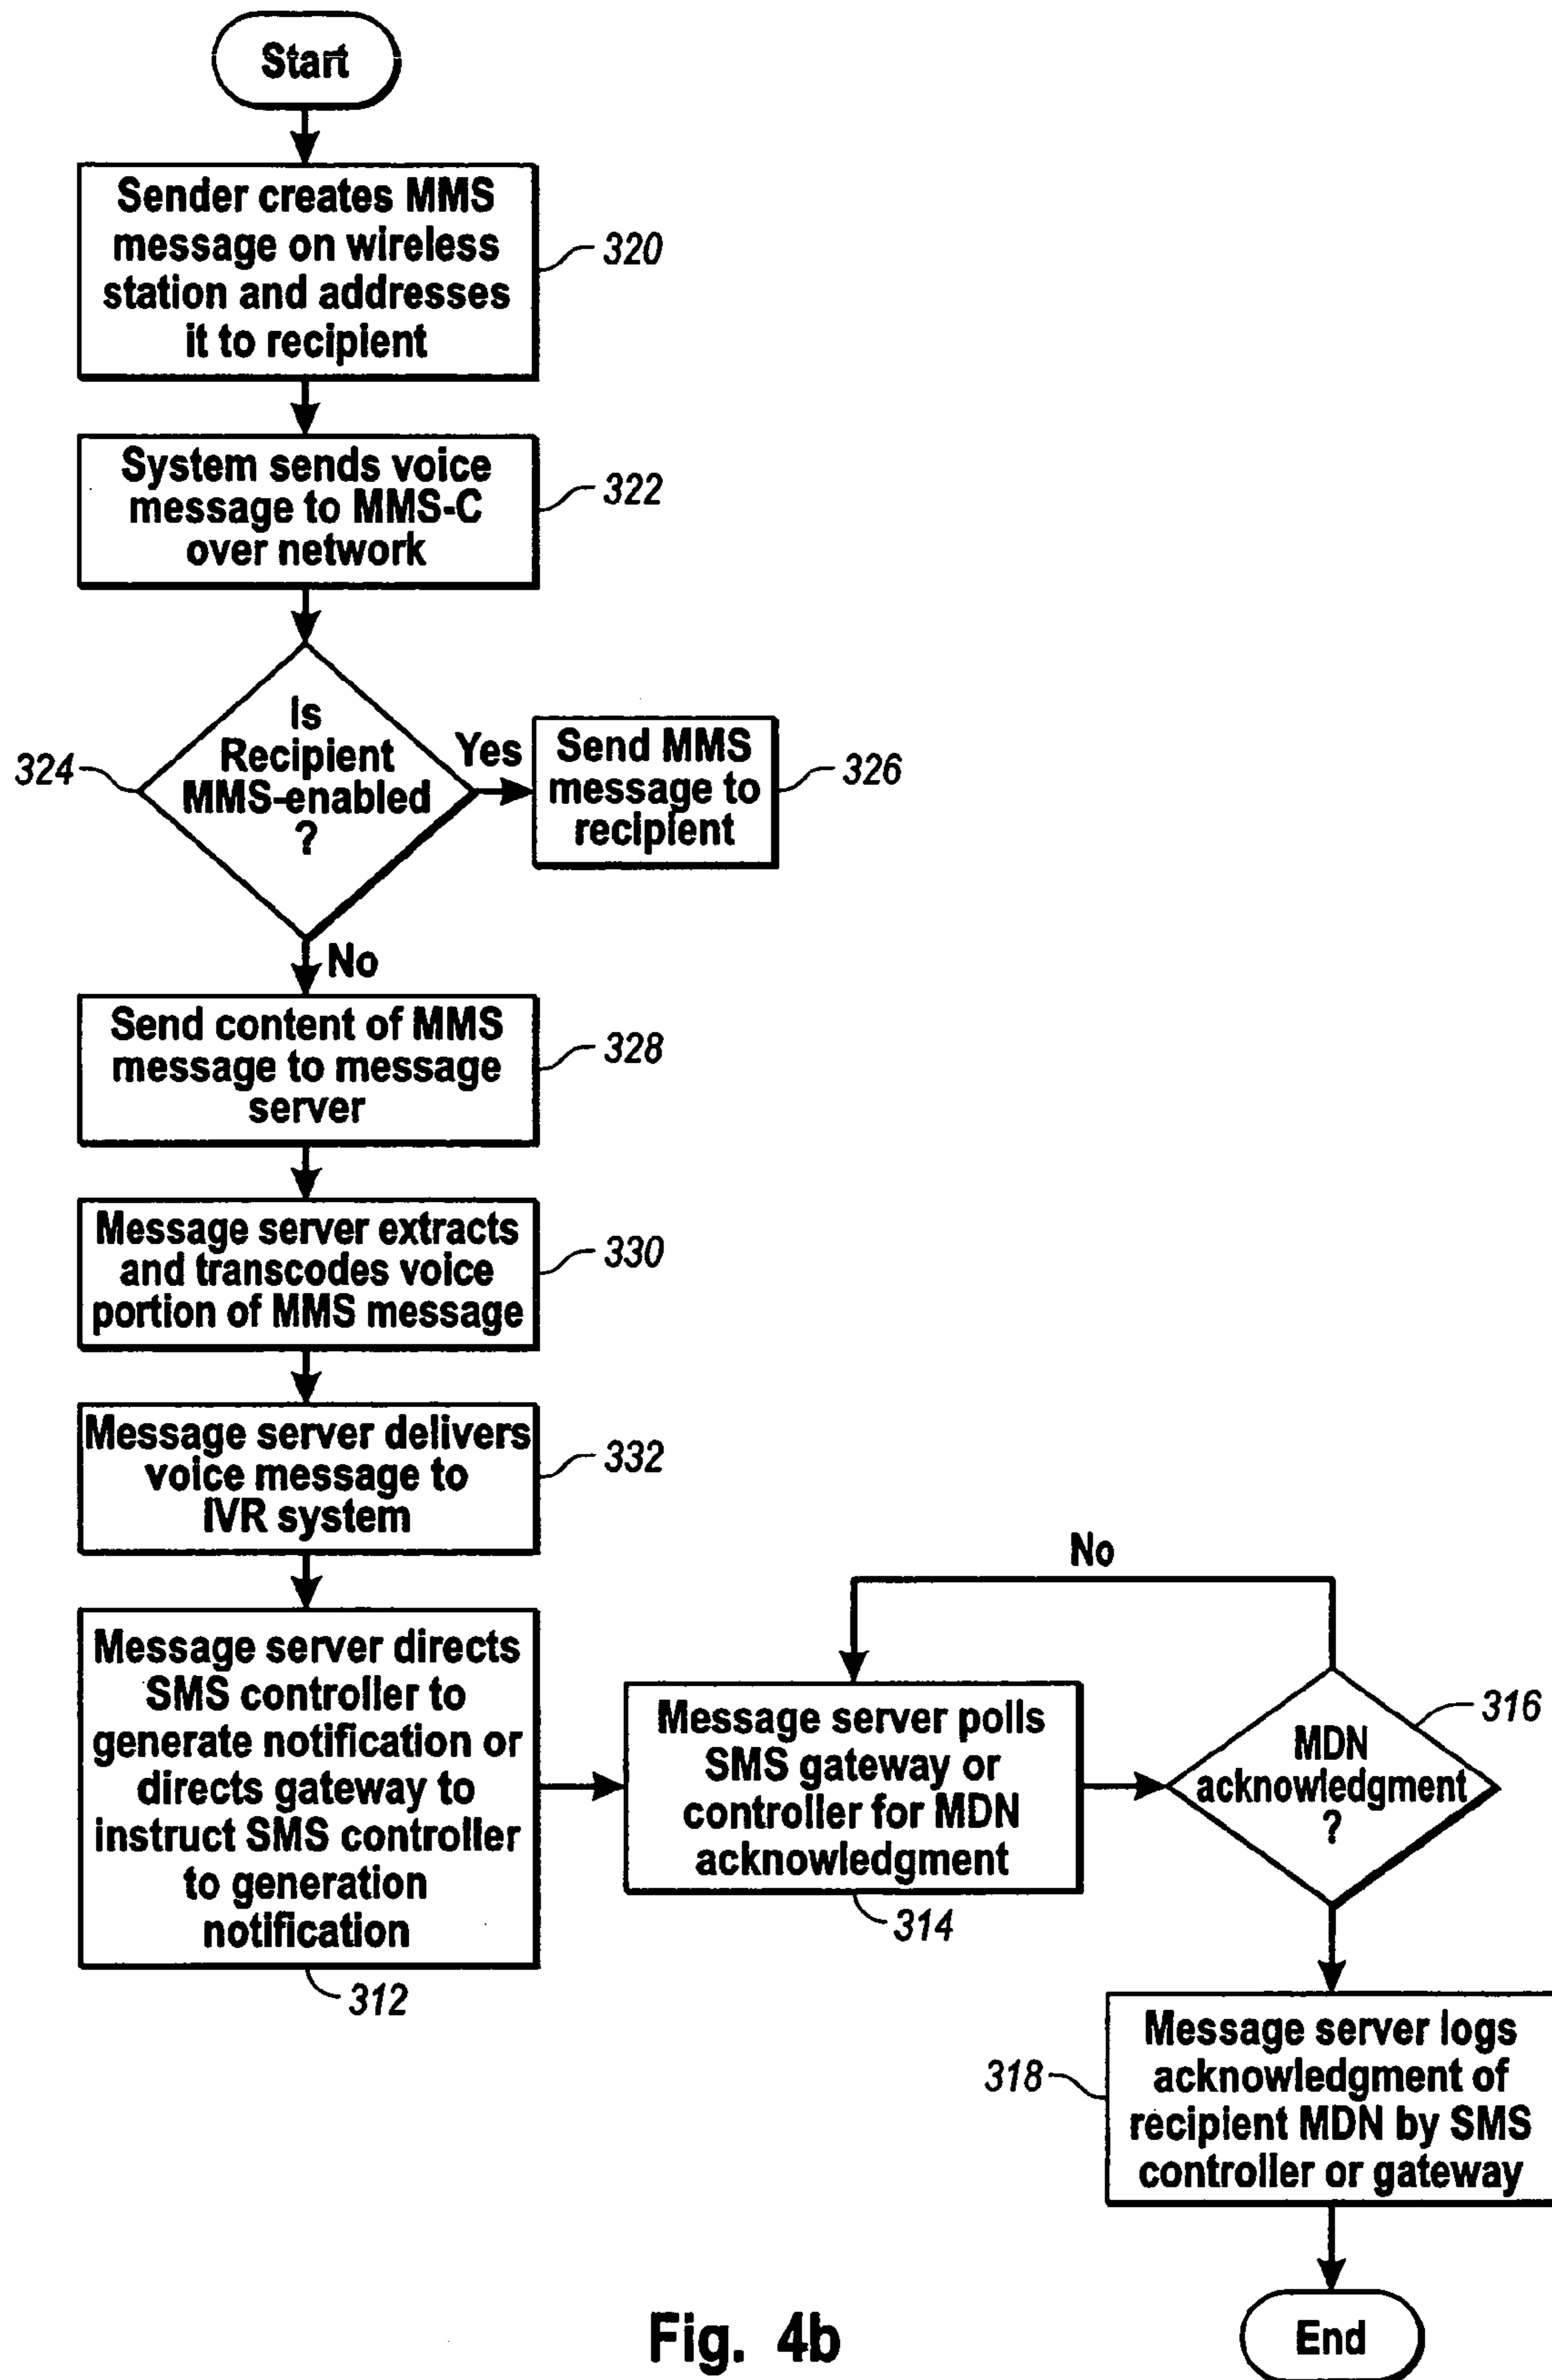 Start
Sender creates MMS
message on wireless
station and addresses
it to recipient
320
System sends voice
message to MMS-C
over network
322
Is
Recipient
MMS-enabled
?
324
Yes
Send MMS
message to
recipient
326
No
Send content of MMS
message to message
server
328
Message server extracts
and transcodes voice
portion of MMS message
330
Message server delivers
voice message to
IVR system
332
Message server directs
SMS controller to
generate notification or
directs gateway to
instruct SMS controller
to generation
notification
312
Message server polls
SMS gateway or
controller for MDN
acknowledgment
314
No
MDN
acknowledgment
?
316
Message server logs
acknowledgment of
recipient MDN by SMS
controller or gateway
318
End
Fig. 4b